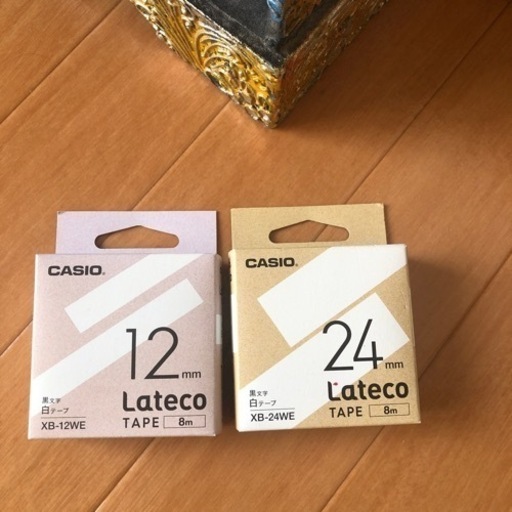 CASIO
12mm
黒文字
白テープ
XB-12WE
Lateco
TAPE 8m
CASIO
24mm
黒文字
白テープ
XB-24WE
Lateco
TAPE 8m